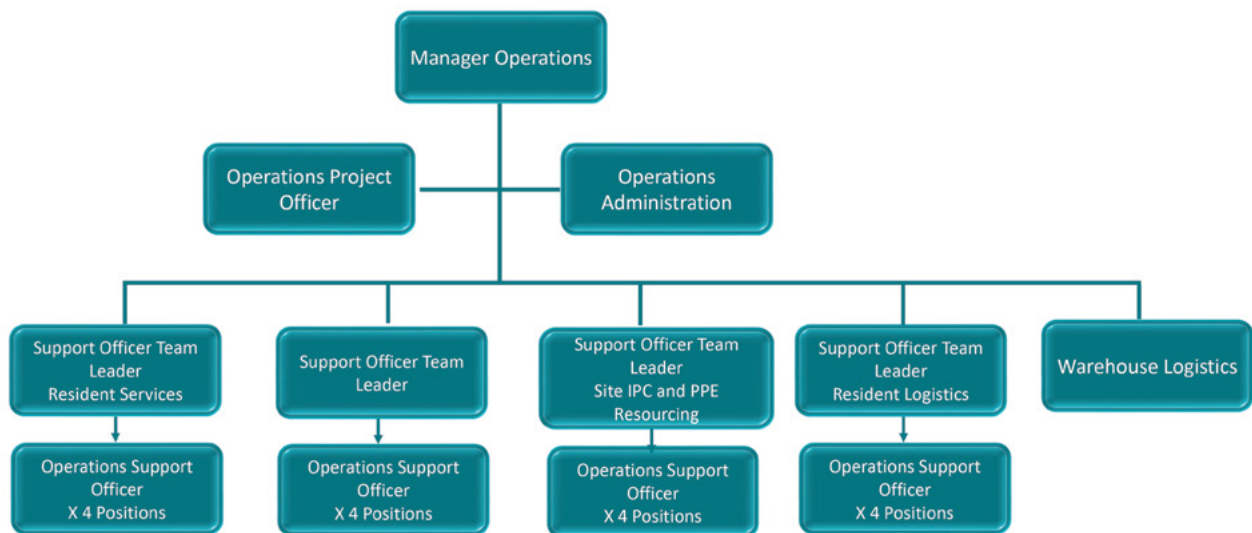 Manager Operations
Operations Project
Officer
Operations
Administration
Support Officer Team
Leader
Resident Services
Support Officer Team
Leader
Support Officer Team
Leader
Site IPC and PPE
Resourcing
Support Officer Team
Leader
Resident Logistics
Warehouse Logistics
Operations Support
Officer
X 4 Positions
Operations Support
Officer
X 4 Positions
Operations Support
Officer
X 4 Positions
Operations Support
Officer
X 4 Positions